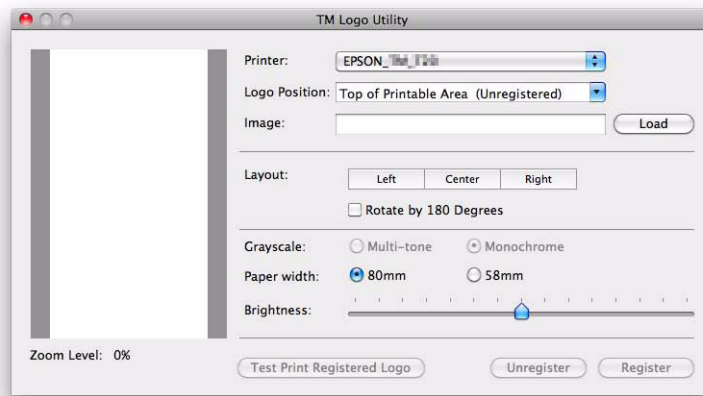 TM Logo Utility
Printer: EPSON_
Logo Position: Top of Printable Area (Unregistered)
Image: Load
Layout: Left Center Right
Rotate by 180 Degrees
Grayscale: Multi-tone Monochrome
Paper width: 80mm 58mm
Brightness:
Zoom Level: 0%
Test Print Registered Logo Unregister Register